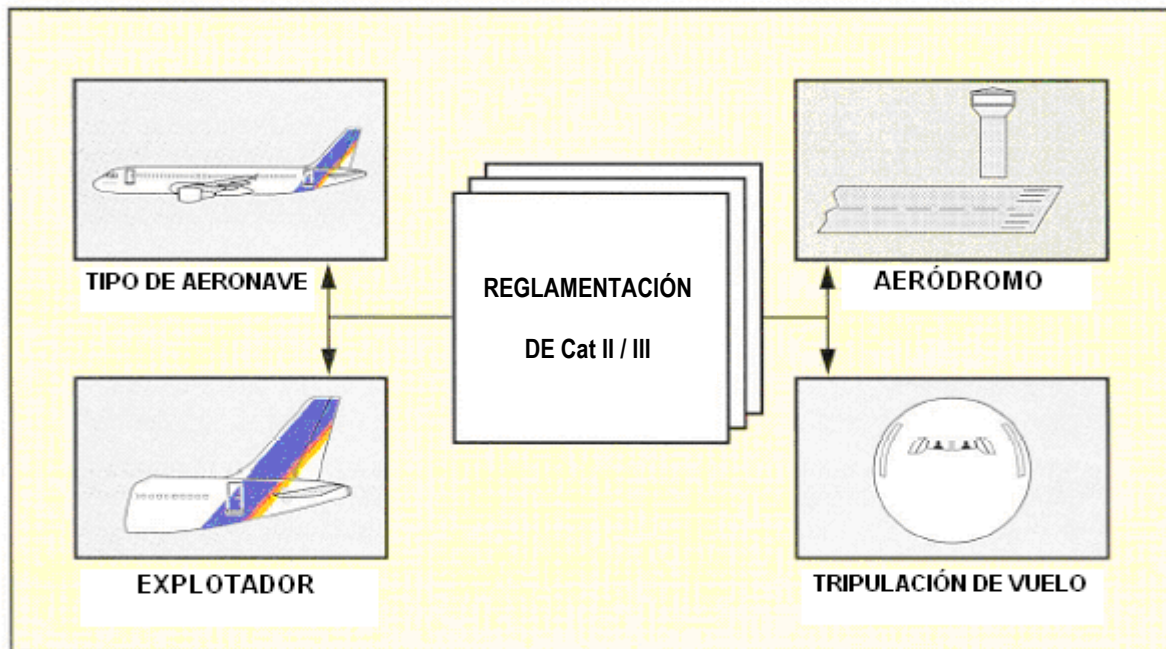 TIPO DE AERONAVE
AERÓDROMO
REGLAMENTACIÓN
DE Cat II / III
EXPLOTADOR
TRIPULACIÓN DE VUELO